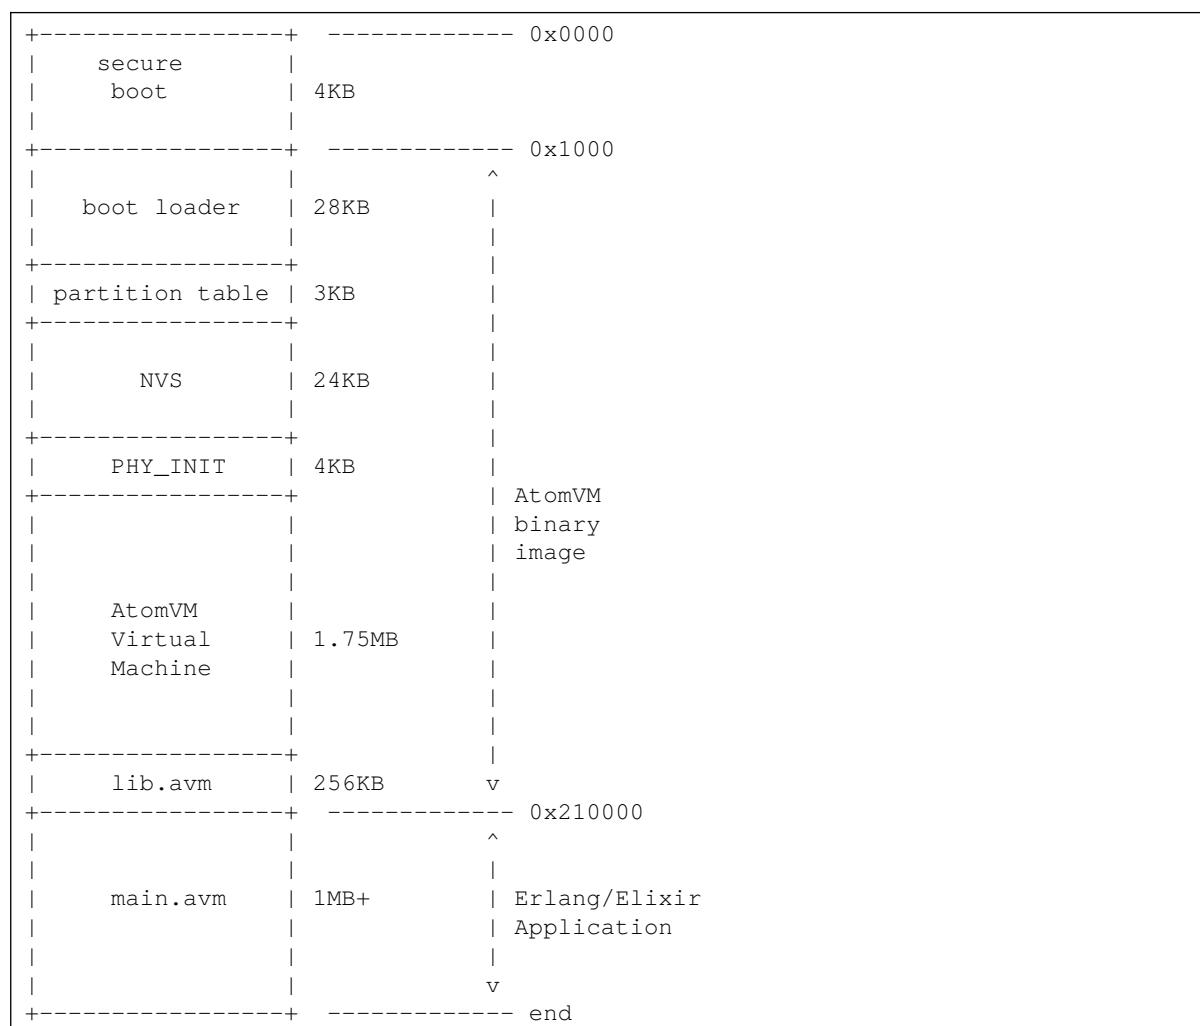 +-----------------+  ------------- 0x0000
|    secure       |
|     boot        | 4KB
|                 |
+-----------------+  ------------- 0x1000
|                 |             ^
|   boot loader   | 28KB        |
|                 |             |
+-----------------+             |
| partition table | 3KB         |
+-----------------+             |
|                 |             |
|       NVS       | 24KB        |
|                 |             |
+-----------------+             |
|     PHY_INIT    | 4KB         |
+-----------------+             | AtomVM
|                 |             | binary
|                 |             | image
|                 |             |
|     AtomVM      |             |
|     Virtual     | 1.75MB      |
|     Machine     |             |
|                 |             |
|                 |             |
+-----------------+             |
|     lib.avm     | 256KB       v
+-----------------+  ------------- 0x210000
|                 |             ^
|                 |             |
|     main.avm    | 1MB+        | Erlang/Elixir
|                 |             | Application
|                 |             |
|                 |             v
+-----------------+  ------------- end